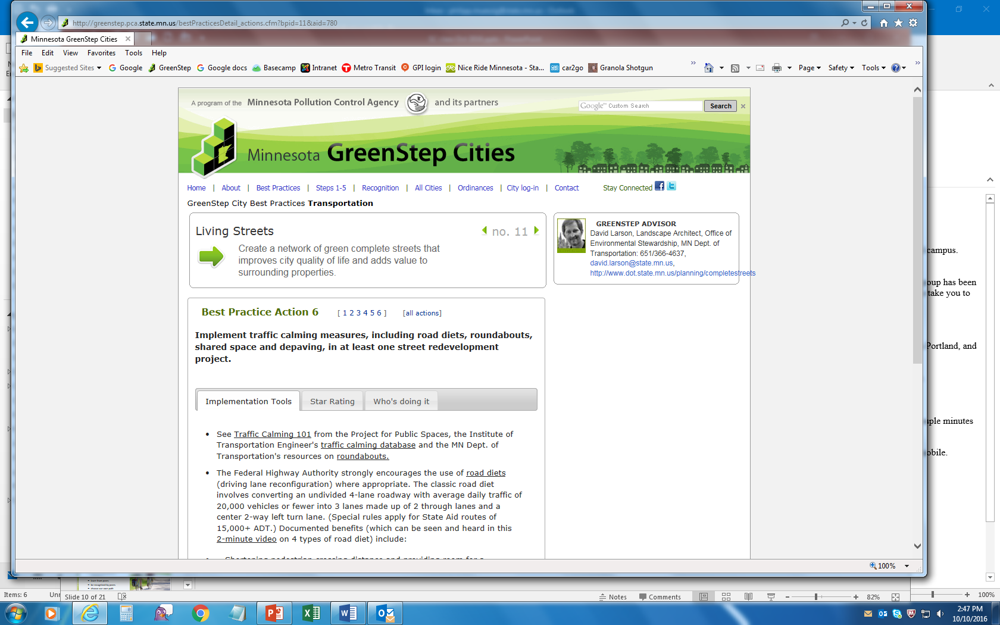 http://greenstep.pca.state.mn.us/bestPracticesDetail_actions.cfm?bpid=11&aid=780
Minnesota GreenStep Cities
File Edit View Favorites Tools Help
Suggested Sites Google GreenStep Google docs Basecamp Intranet Metro Transit GPI login Nice Ride Minnesota - Sta... car2go Granola Shotgun Page Safety Tools
A program of the Minnesota Pollution Control Agency and its partners
Google™ Custom Search Search
Minnesota GreenStep Cities
Home | About | Best Practices | Steps 1-5 | Recognition | All Cities | Ordinances | City log-in | Contact Stay Connected
GreenStep City Best Practices Transportation
Living Streets
no. 11
Create a network of green complete streets that
improves city quality of life and adds value to
surrounding properties.
GREENSTEP ADVISOR
David Larson, Landscape Architect, Office of
Environmental Stewardship, MN Dept. of
Transportation: 651/366-4637,
david.larson@state.mn.us,
http://www.dot.state.mn.us/planning/completestreets
Best Practice Action 6 [ 1 2 3 4 5 6 ] [all actions]
Implement traffic calming measures, including road diets, roundabouts,
shared space and depaving, in at least one street redevelopment
project.
Implementation Tools Star Rating Who's doing it
• See Traffic Calming 101 from the Project for Public Spaces, the Institute of
Transportation Engineer's traffic calming database and the MN Dept. of
Transportation's resources on roundabouts.
• The Federal Highway Authority strongly encourages the use of road diets
(driving lane reconfiguration) where appropriate. The classic road diet
involves converting an undivided 4-lane roadway with average daily traffic of
20,000 vehicles or fewer into 3 lanes made up of 2 through lanes and a
center 2-way left turn lane. (Special rules apply for State Aid routes of
15,000+ ADT.) Documented benefits (which can be seen and heard in this
2-minute video on 4 types of road diet) include:
Shortening pedestrian crossing distance and providing room for a
100%
campus.
oup has been
take you to
Portland, and
ple minutes
obile.
Items: 6
Slide 10 of 21
Notes Comments 82% 100%
2:47 PM
10/10/2016